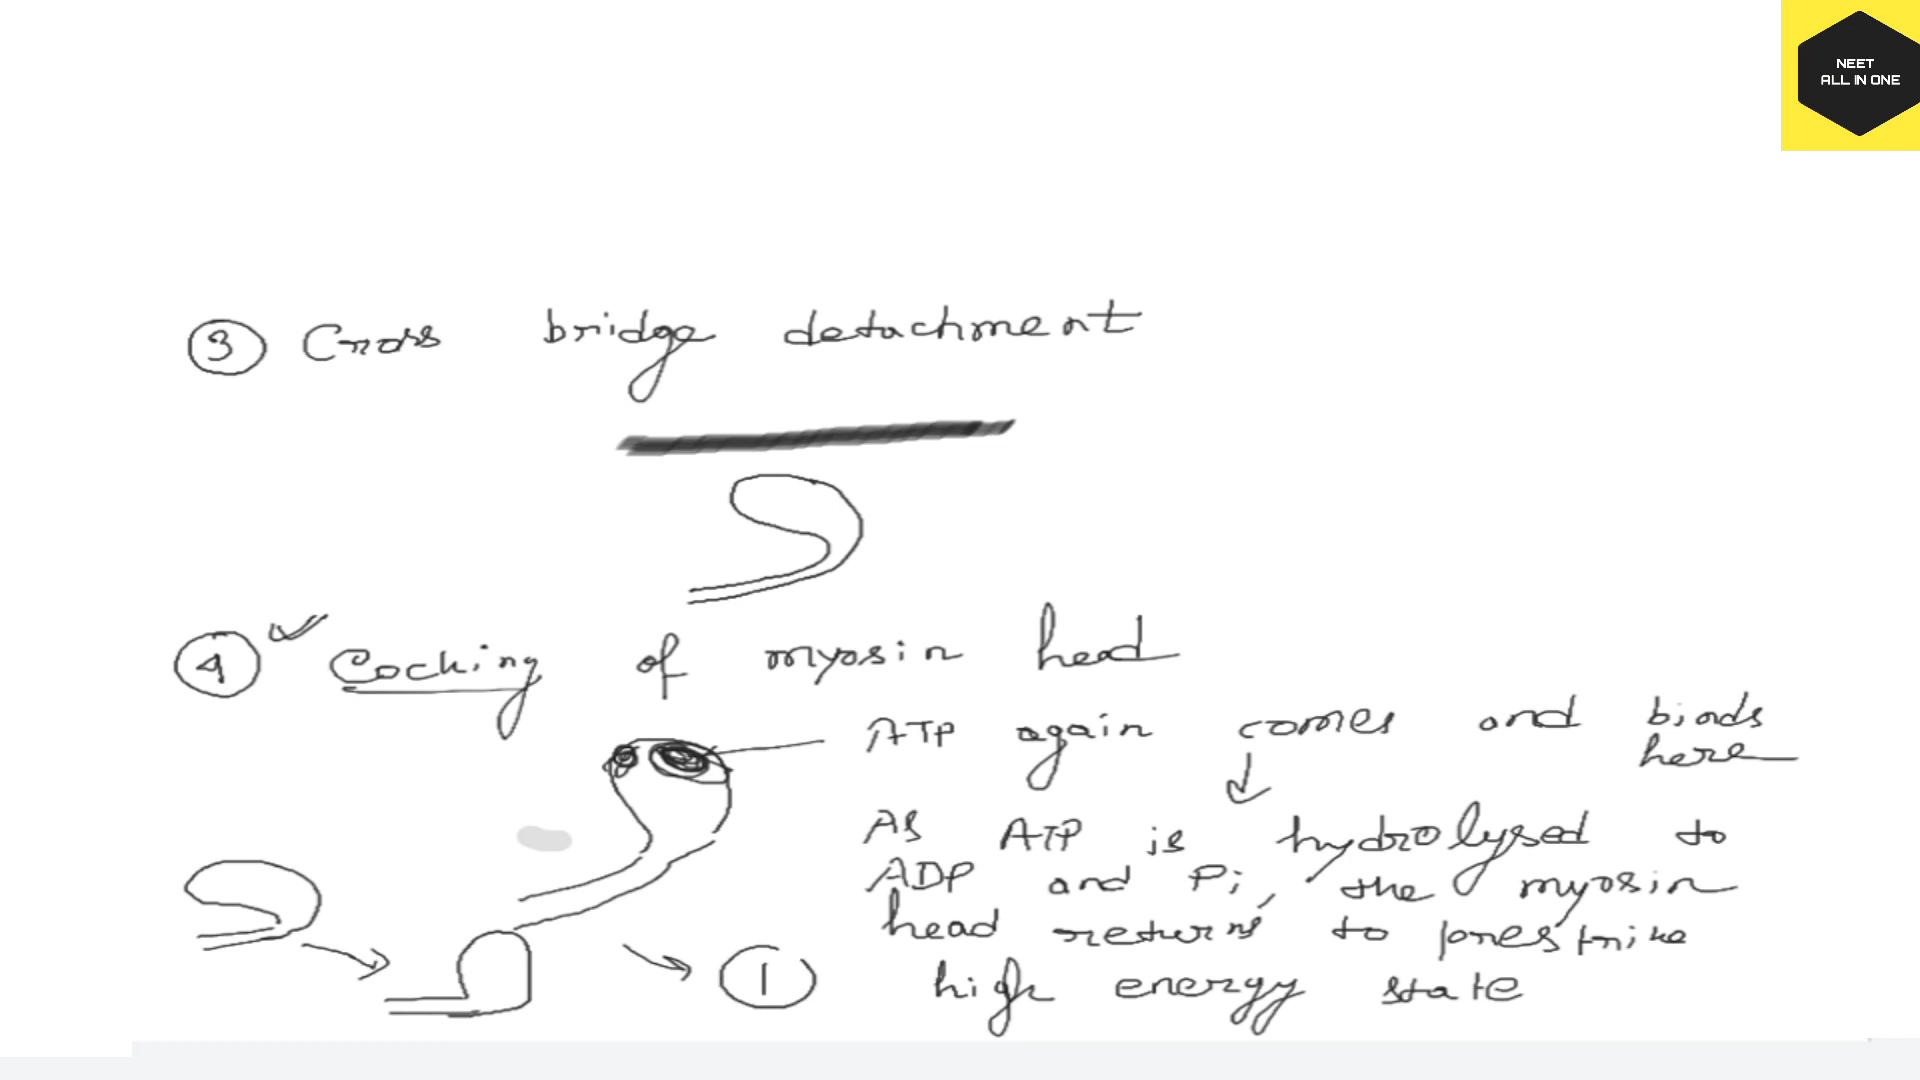 NEET
ALL IN ONE
3 Cross bridge detachment
4 Cocking of myosin head
ATP again comes and binds
here
As ATP is hydrolysed to
ADP and Pi, the myosin
head returns to prestrike
1 high energy state